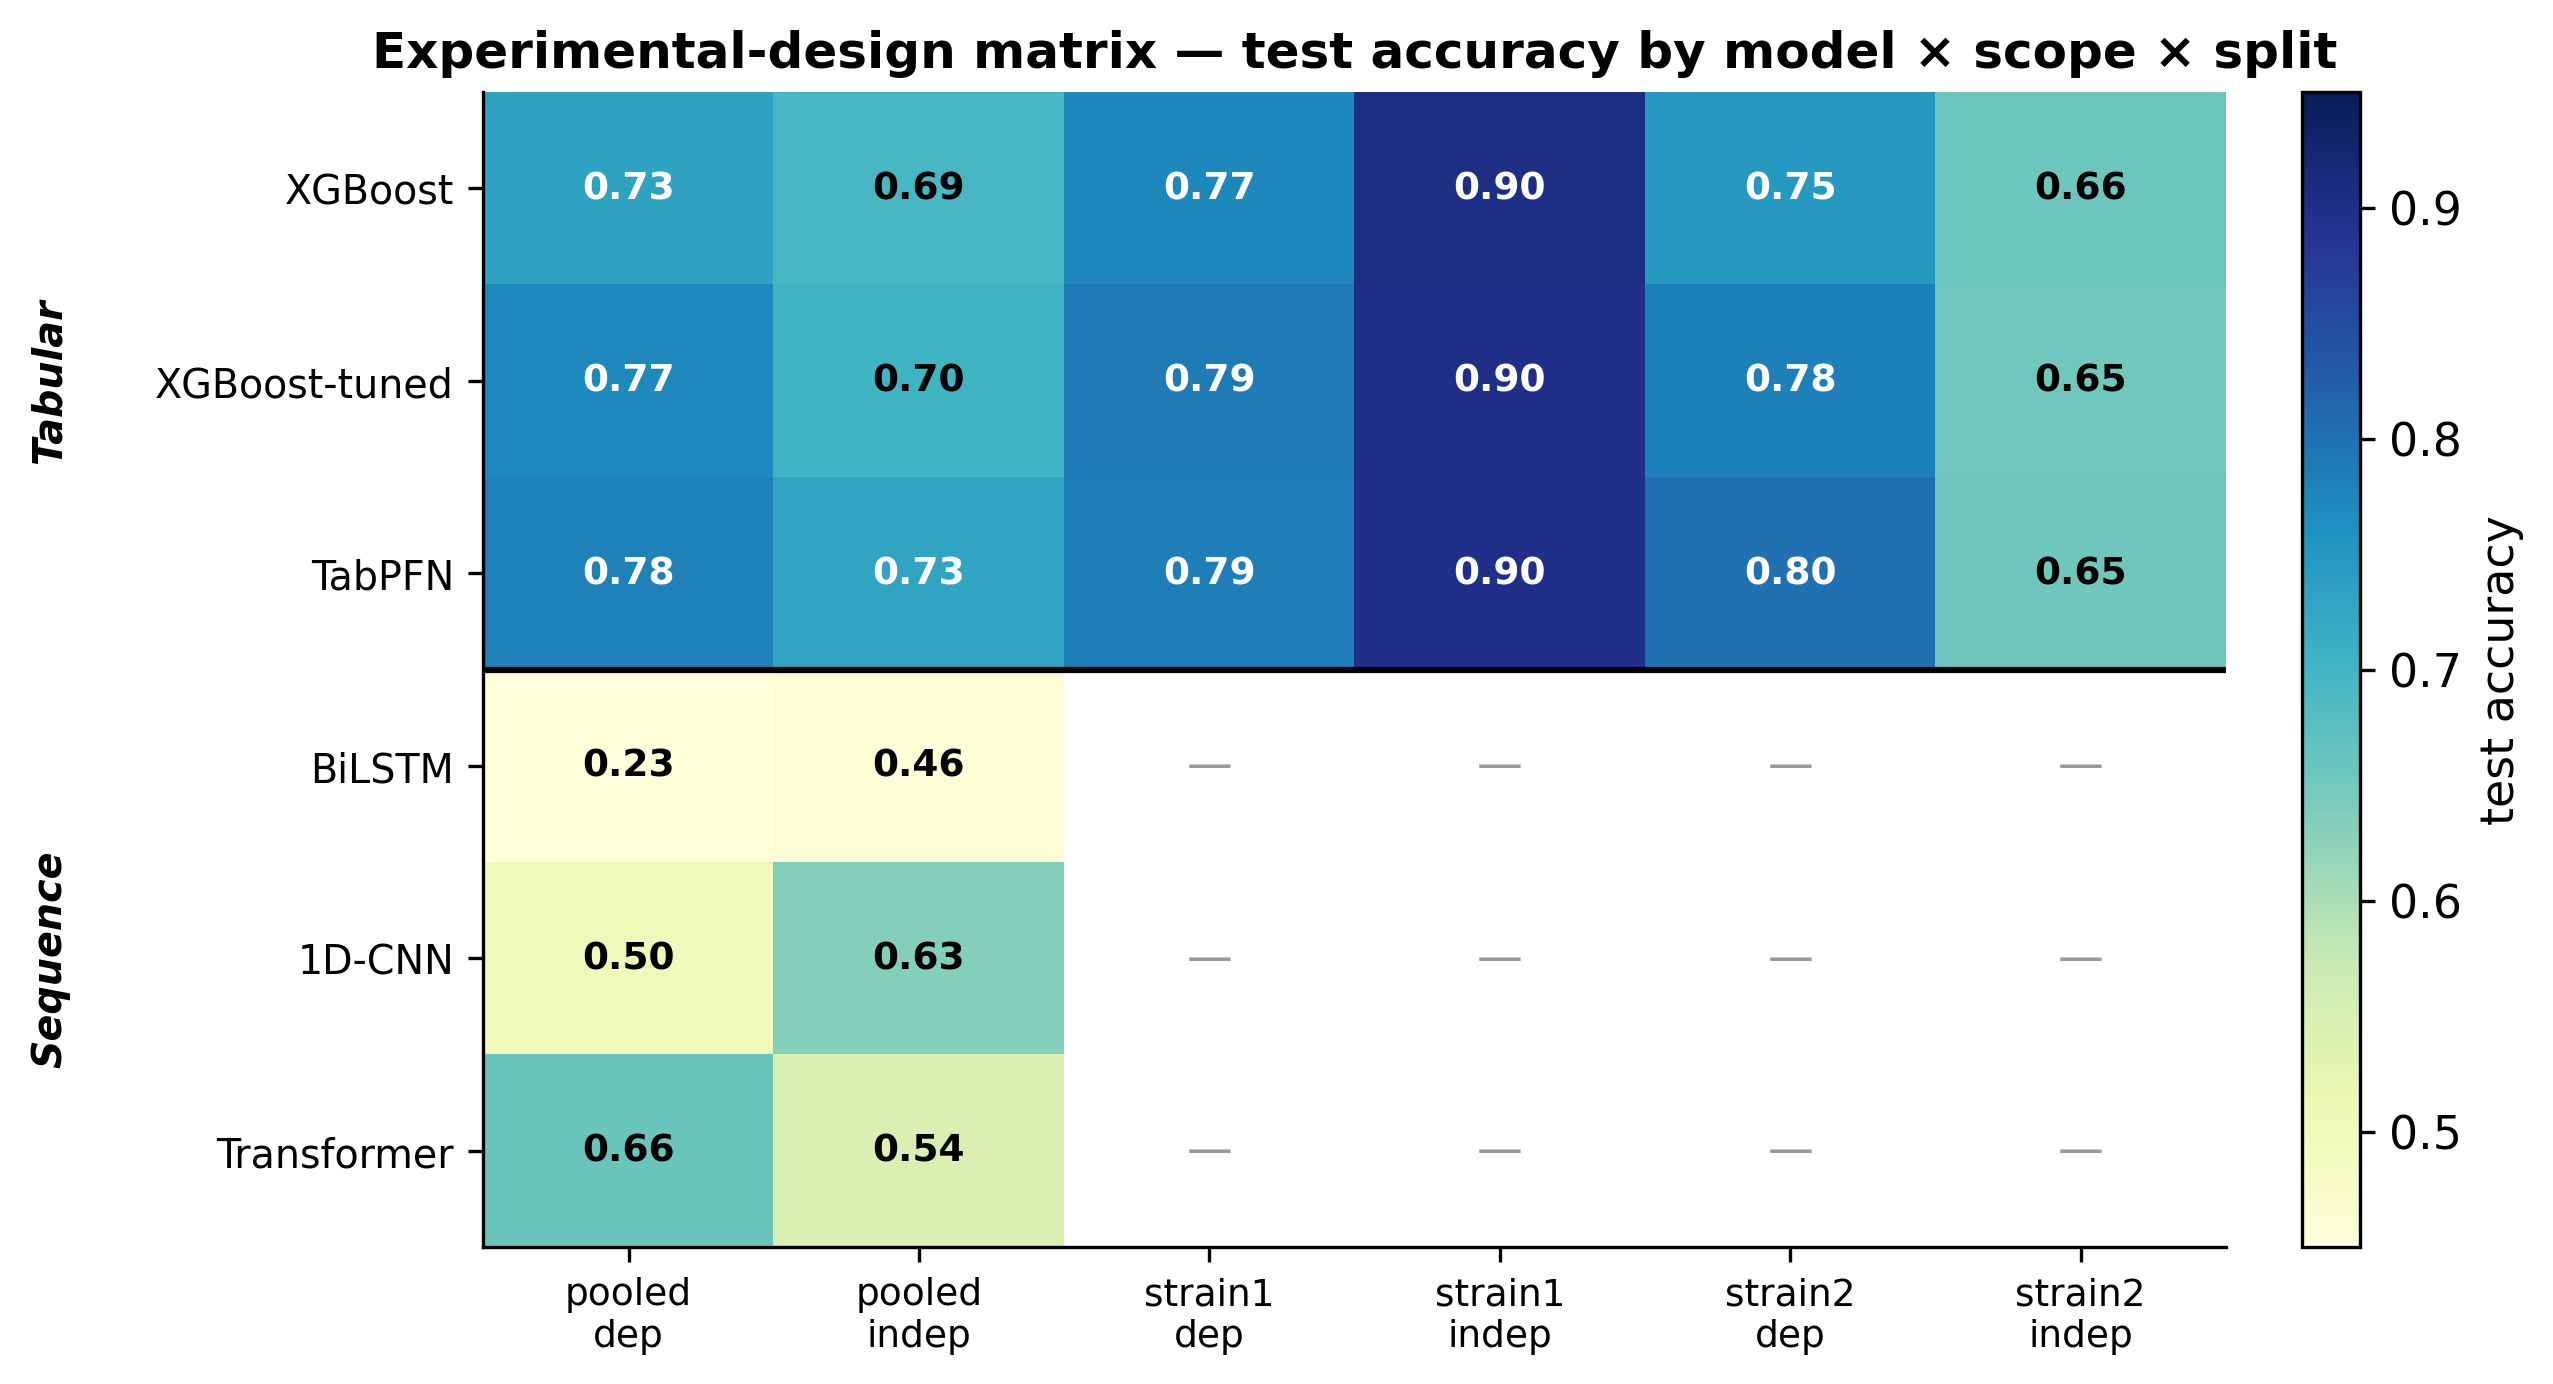 Experimental-design matrix — test accuracy by model × scope × split
Tabular
XGBoost 0.73 0.69 0.77 0.90 0.75 0.66
XGBoost-tuned 0.77 0.70 0.79 0.90 0.78 0.65
TabPFN 0.78 0.73 0.79 0.90 0.80 0.65
Sequence
BiLSTM 0.23 0.46 — — — —
1D-CNN 0.50 0.63 — — — —
Transformer 0.66 0.54 — — — —
pooled pooled strain1 strain1 strain2 strain2
dep indep dep indep dep indep
0.9
0.8
0.7
0.6
0.5
test accuracy